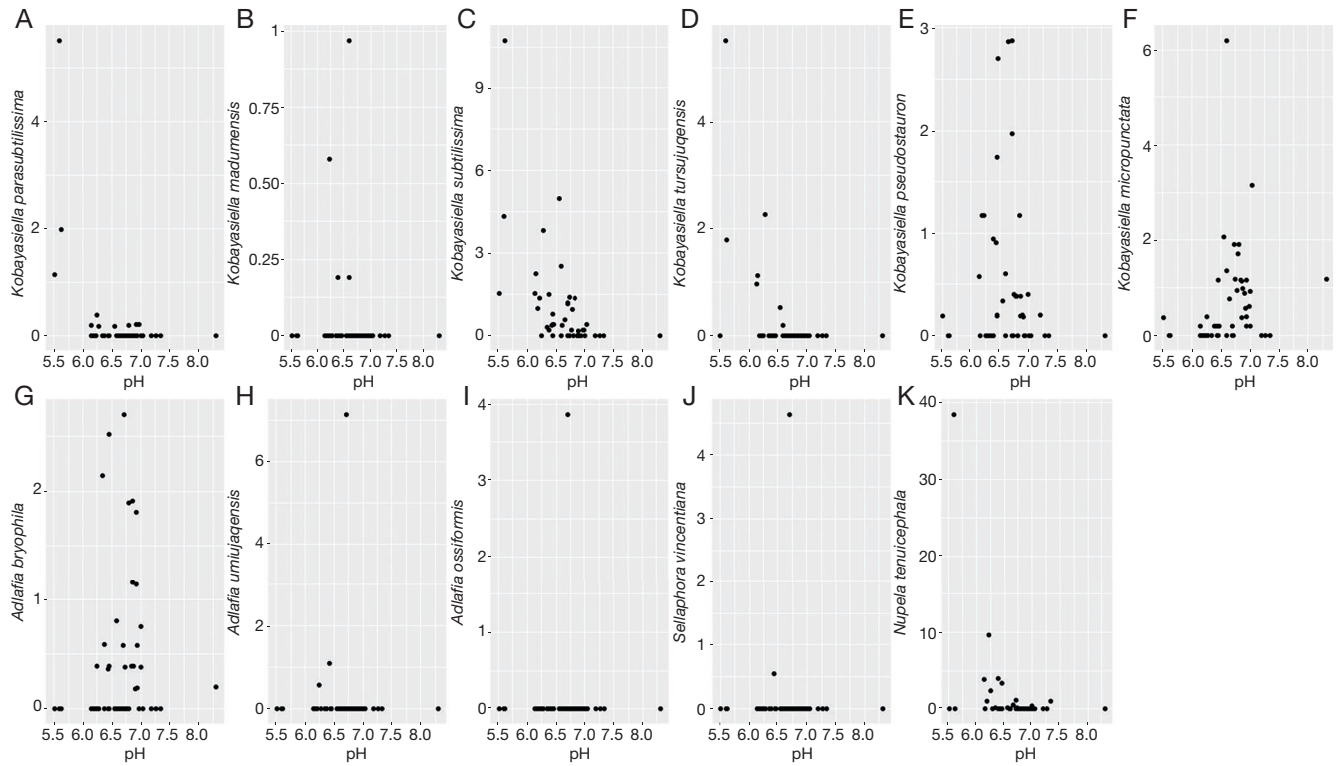 A
Kobayasiella parasubtilissima
4
2
0
5.5 6.0 6.5 7.0 7.5 8.0
pH
B
Kobayasiella madumensis
1
0.75
0.50
0.25
0
5.5 6.0 6.5 7.0 7.5 8.0
pH
C
Kobayasiella subtilissima
9
6
3
0
5.5 6.0 6.5 7.0 7.5 8.0
pH
D
Kobayasiella tursujuqensis
4
2
0
5.5 6.0 6.5 7.0 7.5 8.0
pH
E
Kobayasiella pseudostauron
3
2
1
0
5.5 6.0 6.5 7.0 7.5 8.0
pH
F
Kobayasiella micropunctata
6
4
2
0
5.5 6.0 6.5 7.0 7.5 8.0
pH
G
Adlafia bryophila
2
1
0
5.5 6.0 6.5 7.0 7.5 8.0
pH
H
Adlafia umiujaqensis
6
4
2
0
5.5 6.0 6.5 7.0 7.5 8.0
pH
I
Adlafia ossiformis
4
3
2
1
0
5.5 6.0 6.5 7.0 7.5 8.0
pH
J
Sellaphora vincentiana
4
3
2
1
0
5.5 6.0 6.5 7.0 7.5 8.0
pH
K
Nupela tenuicephala
40
30
20
10
0
5.5 6.0 6.5 7.0 7.5 8.0
pH